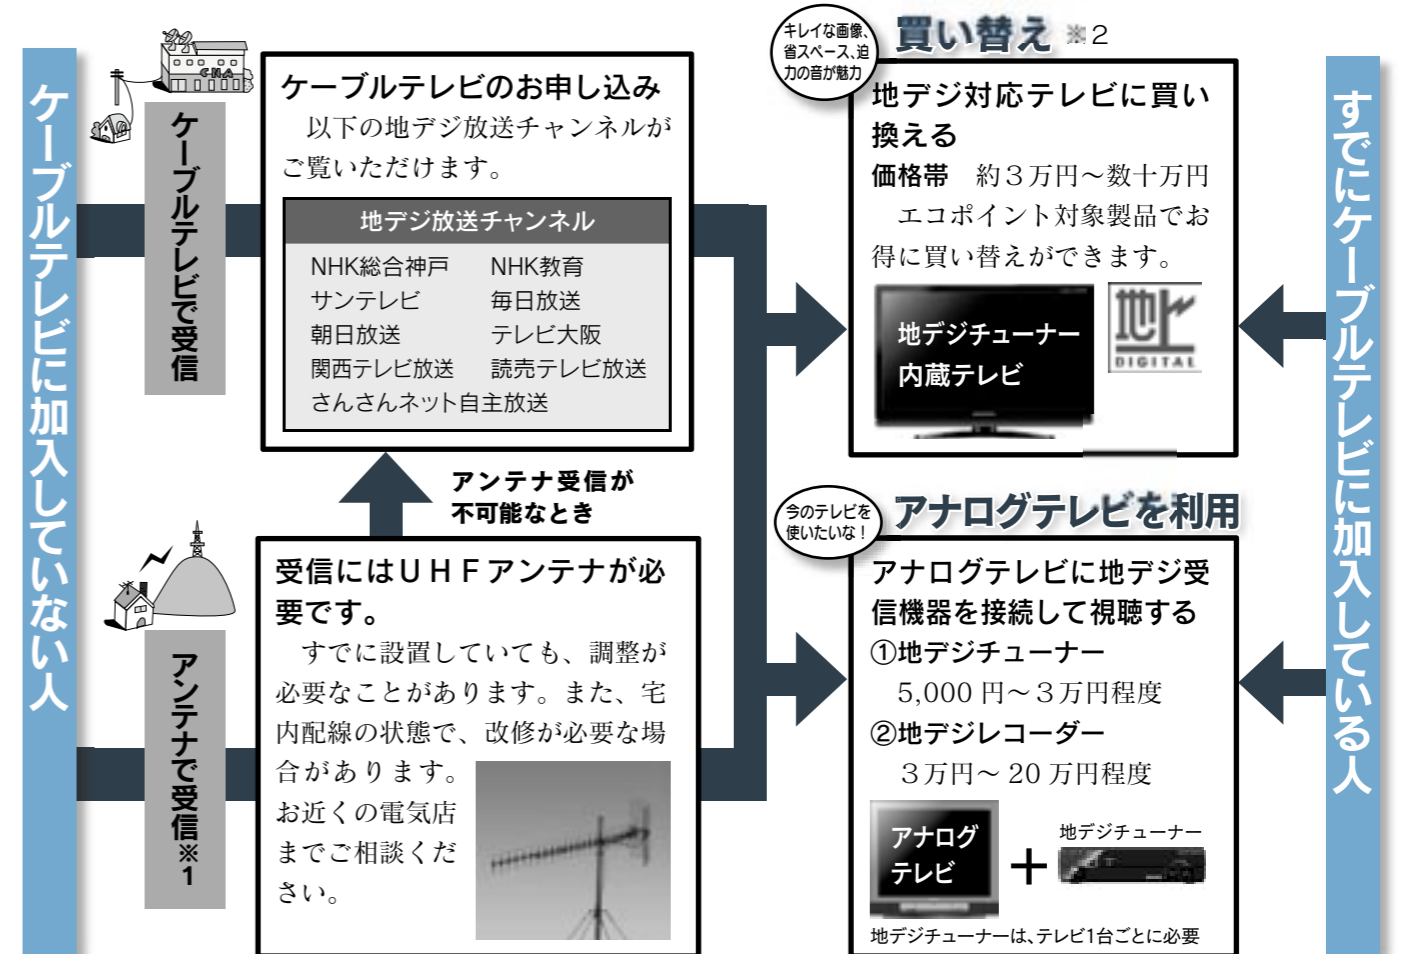 ケーブルテレビに加入していない人
CNA
ケーブルテレビで受信
ケーブルテレビのお申し込み
以下の地デジ放送チャンネルが
ご覧いただけます。
地デジ放送チャンネル
NHK総合神戸 NHK教育
サンテレビ 毎日放送
朝日放送 テレビ大阪
関西テレビ放送 読売テレビ放送
さんさんネット自主放送
アンテナ受信が
不可能なとき
アンテナで受信※1
受信にはUHFアンテナが必
要です。
すでに設置していても、調整が
必要なことがあります。また、宅
内配線の状態で、改修が必要な場
合があります。
お近くの電気店
までご相談くだ
さい。
キレイな画像、
省スペース、迫
力の音が魅力
買い替え ※2
地デジ対応テレビに買い
換える
価格帯 約3万円～数十万円
エコポイント対象製品でお
得に買い替えができます。
地デジチューナー
内蔵テレビ
地デジ
DIGITAL
今のテレビを
使いたいな！
アナログテレビを利用
アナログテレビに地デジ受
信機器を接続して視聴する
①地デジチューナー
5,000円～3万円程度
②地デジレコーダー
3万円～20万円程度
アナログ
テレビ
＋
地デジチューナー
地デジチューナーは、テレビ1台ごとに必要
すでにケーブルテレビに加入している人